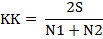 KK = 2S / N1 + N2